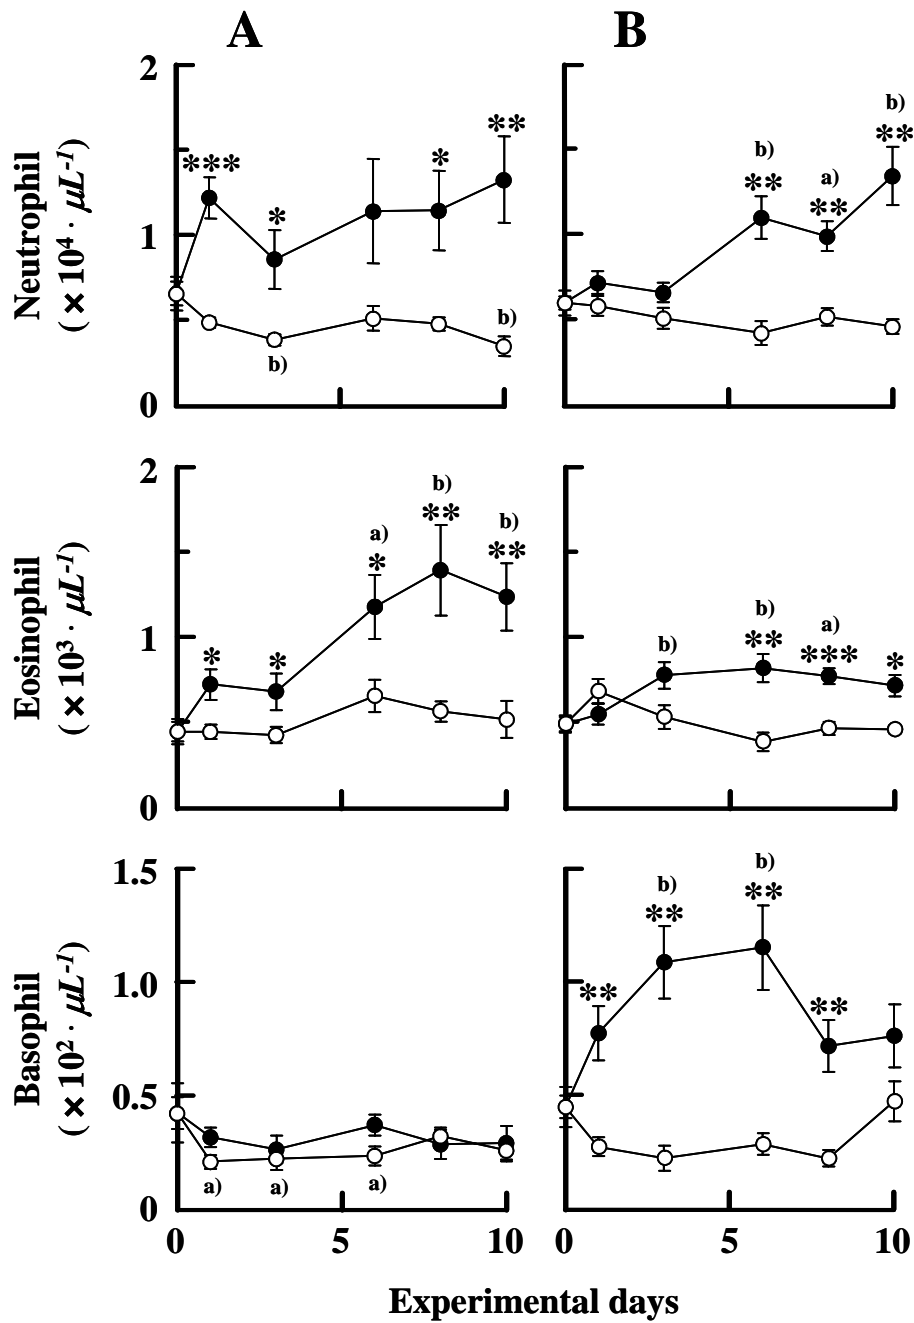 A B
2
1
0
Neutrophil
( × 10⁴ · μL⁻¹ )
*** * * **
b) b)
b) ** a) ** b) **
2
1
0
Eosinophil
( × 10³ · μL⁻¹ )
* * a) * b) ** b) **
b) b) ** a) *** *
1.5
1.0
0.5
0
Basophil
( × 10² · μL⁻¹ )
a) a) a)
** b) ** b) ** **
0 5 10 0 5 10
Experimental days